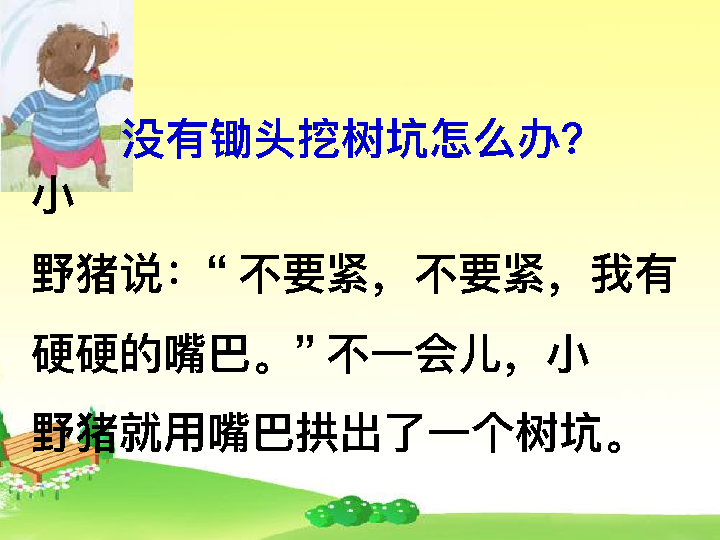 没有锄头挖树坑怎么办?
小
野猪说：“ 不要紧，不要紧，我有
硬硬的嘴巴。” 不一会儿，小
野猪就用嘴巴拱出了一个树坑。